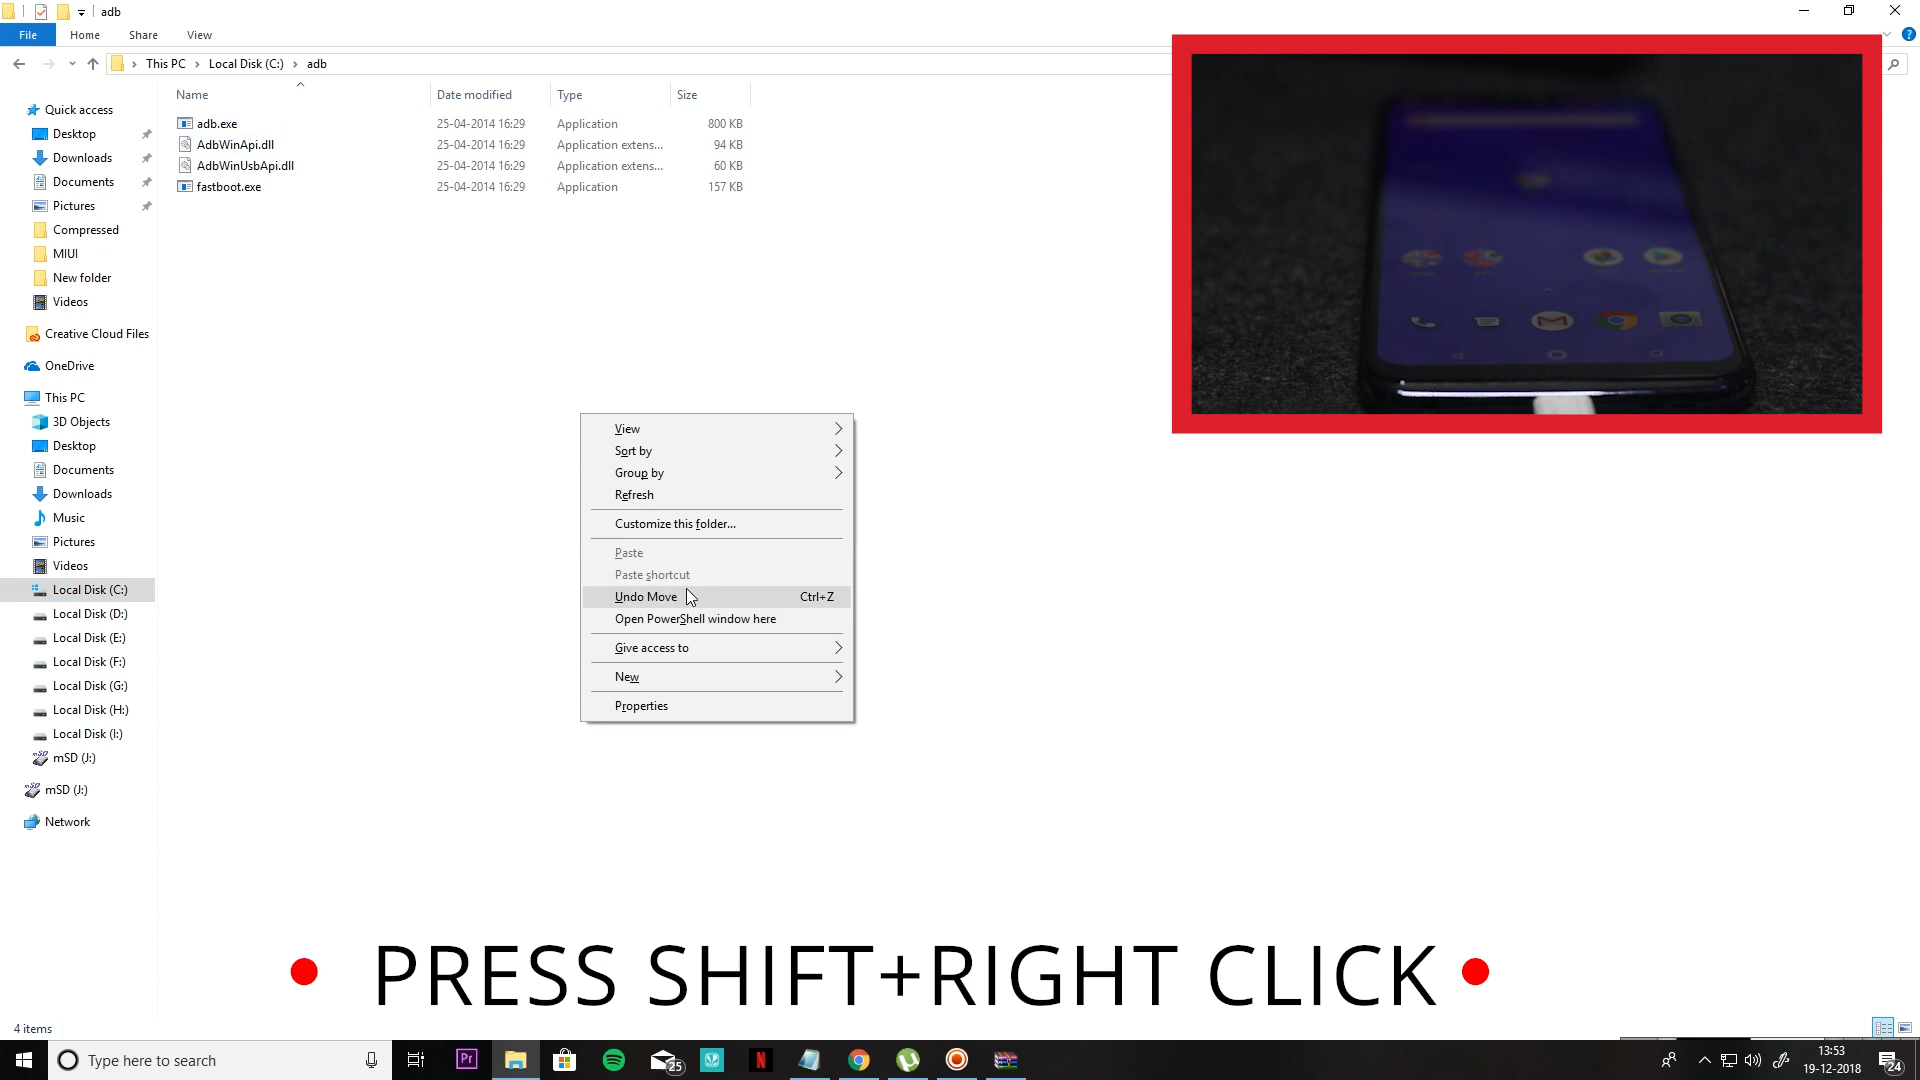 adb
File Home Share View
This PC Local Disk (C:) adb
Name Date modified Type Size
adb.exe 25-04-2014 16:29 Application 800 KB
AdbWinApi.dll 25-04-2014 16:29 Application extens... 94 KB
AdbWinUsbApi.dll 25-04-2014 16:29 Application extens... 60 KB
fastboot.exe 25-04-2014 16:29 Application 157 KB
Quick access
Desktop
Downloads
Documents
Pictures
Compressed
MIUI
New folder
Videos
Creative Cloud Files
OneDrive
This PC
3D Objects
Desktop
Documents
Downloads
Music
Pictures
Videos
Local Disk (C:)
Local Disk (D:)
Local Disk (E:)
Local Disk (F:)
Local Disk (G:)
Local Disk (H:)
Local Disk (I:)
mSD (J:)
mSD (J:)
Network
View
Sort by
Group by
Refresh
Customize this folder...
Paste
Paste shortcut
Undo Move Ctrl+Z
Open PowerShell window here
Give access to
New
Properties
PRESS SHIFT+RIGHT CLICK
4 items
Type here to search
Pr
25
N
13:53
19-12-2018
24